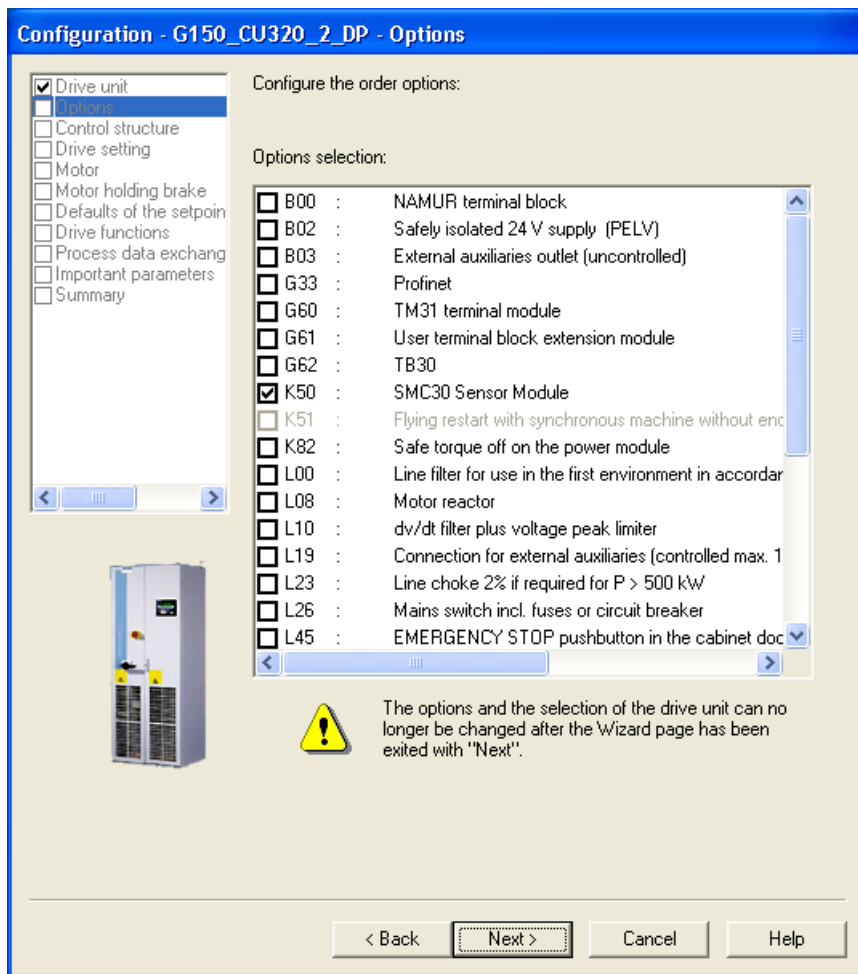 Configuration - G150_CU320_2_DP - Options
Drive unit
Options
Control structure
Drive setting
Motor
Motor holding brake
Defaults of the setpoin
Drive functions
Process data exchang
Important parameters
Summary
Configure the order options:
Options selection:
B00 : NAMUR terminal block
B02 : Safely isolated 24 V supply (PELV)
B03 : External auxiliaries outlet (uncontrolled)
G33 : Profinet
G60 : TM31 terminal module
G61 : User terminal block extension module
G62 : TB30
K50 : SMC30 Sensor Module
K51 : Flying restart with synchronous machine without enc
K82 : Safe torque off on the power module
L00 : Line filter for use in the first environment in accordar
L08 : Motor reactor
L10 : dv/dt filter plus voltage peak limiter
L19 : Connection for external auxiliaries (controlled max. 1
L23 : Line choke 2% if required for P > 500 kW
L26 : Mains switch incl. fuses or circuit breaker
L45 : EMERGENCY STOP pushbutton in the cabinet doc
The options and the selection of the drive unit can no
longer be changed after the Wizard page has been
exited with "Next".
< Back
Next >
Cancel
Help